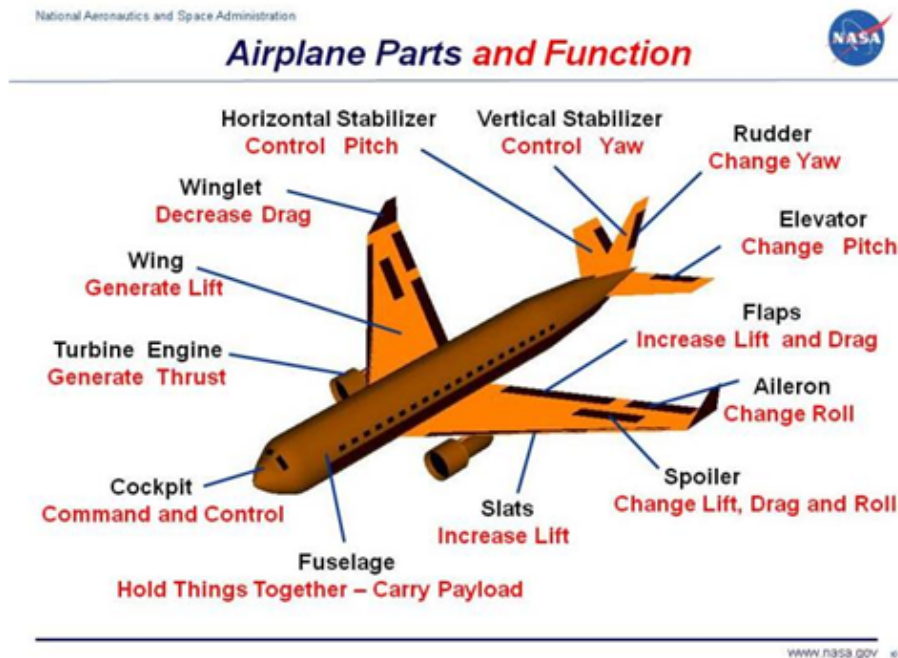 National Aeronautics and Space Administration
NASA
Airplane Parts and Function
Horizontal Stabilizer
Control Pitch
Vertical Stabilizer
Control Yaw
Rudder
Change Yaw
Winglet
Decrease Drag
Elevator
Change Pitch
Wing
Generate Lift
Flaps
Increase Lift and Drag
Turbine Engine
Generate Thrust
Aileron
Change Roll
Cockpit
Command and Control
Spoiler
Change Lift, Drag and Roll
Slats
Increase Lift
Fuselage
Hold Things Together – Carry Payload
www.nasa.gov